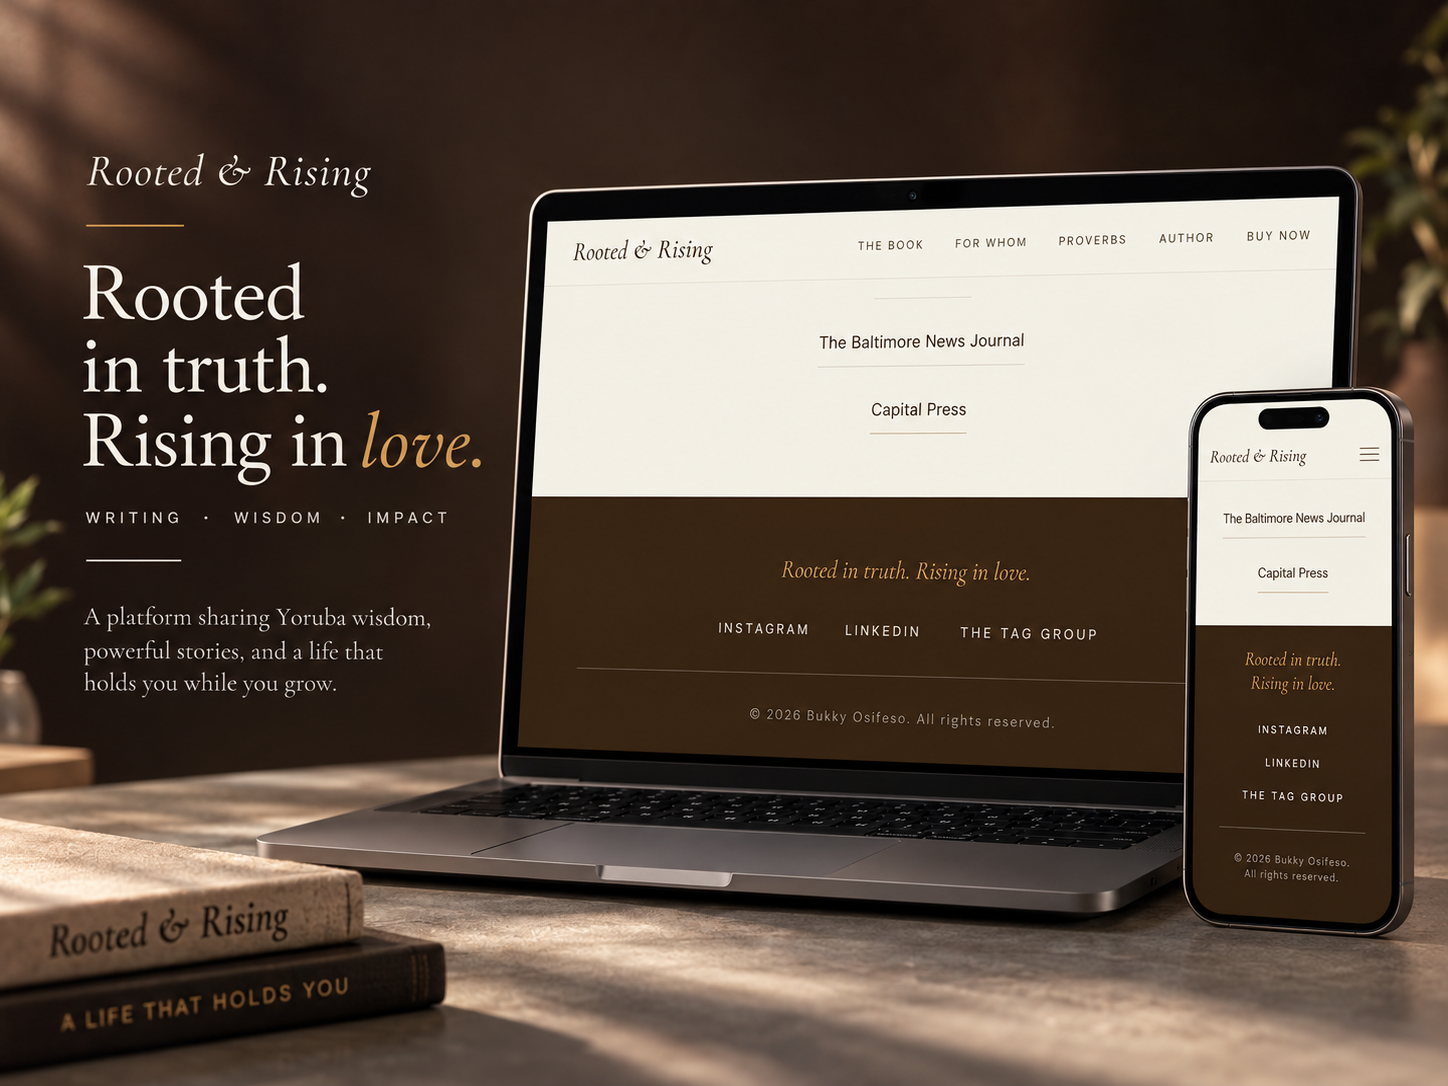 Rooted & Rising
Rooted
in truth.
Rising in love.
WRITING · WISDOM · IMPACT
A platform sharing Yoruba wisdom,
powerful stories, and a life that
holds you while you grow.
Rooted & Rising
THE BOOK FOR WHOM PROVERBS AUTHOR BUY NOW
The Baltimore News Journal
Capital Press
Rooted in truth. Rising in love.
INSTAGRAM LINKEDIN THE TAG GROUP
© 2026 Bukky Osifeso. All rights reserved.
Rooted & Rising
The Baltimore News Journal
Capital Press
Rooted in truth.
Rising in love.
INSTAGRAM
LINKEDIN
THE TAG GROUP
© 2026 Bukky Osifeso.
All rights reserved.
Rooted & Rising
A LIFE THAT HOLDS YOU